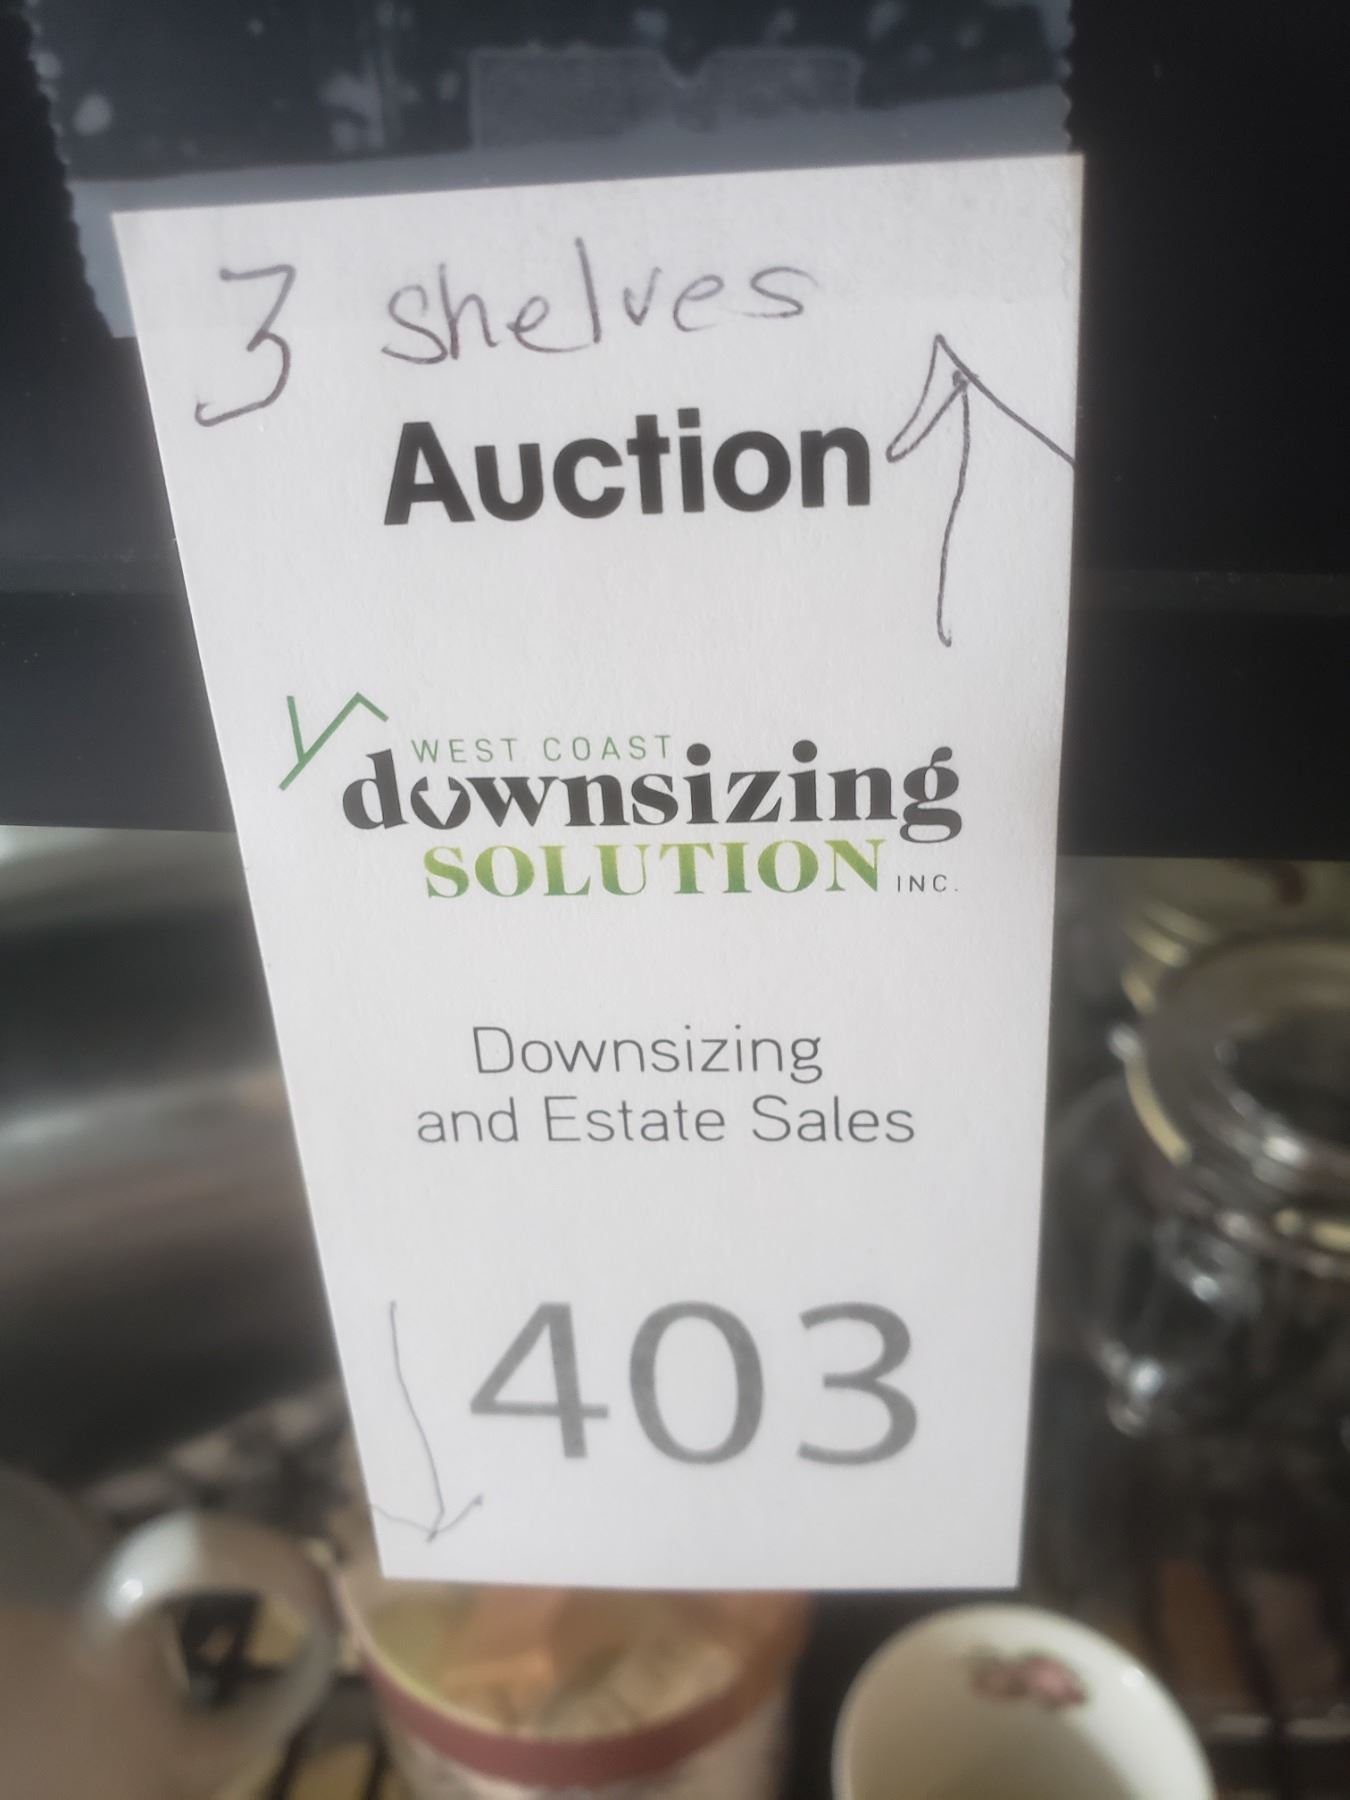 3 shelves
Auction
WEST COAST
downsizing
SOLUTION INC.
Downsizing
and Estate Sales
403